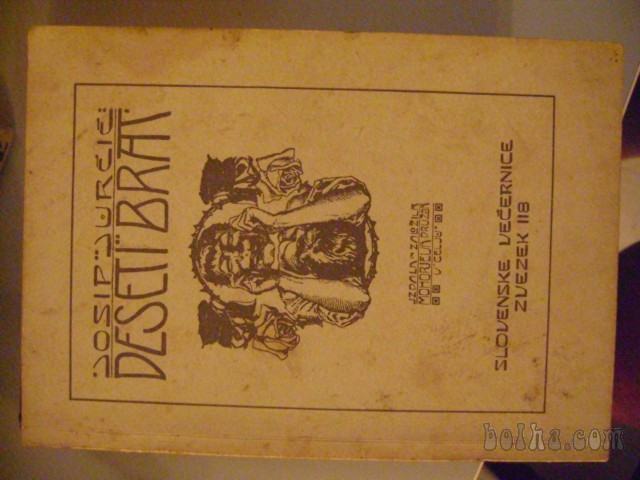 JOSIP JURČIČ:
DESETI BRAT
IZDALA IN ZALOŽILA
MOHORJEVA DRUŽBA
V CELJU
SLOVENSKE VEČERNICE
ZVEZEK 118
bolha.com